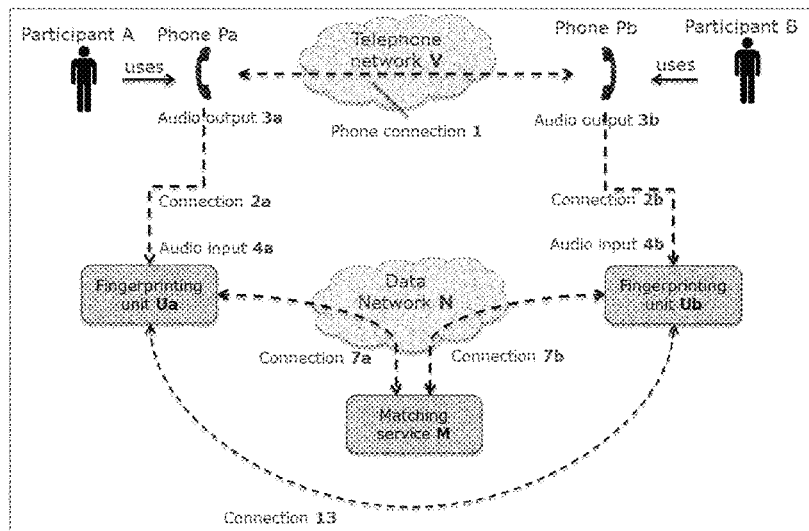 Participant A
Phone Pa
Telephone
network V
Phone Pb
Participant B
uses
uses
Audio output 3a
Phone connection 1
Audio output 3b
Connection 2a
Connection 2b
Audio input 4a
Audio input 4b
Fingerprinting
unit Ua
Data
Network N
Fingerprinting
unit Ub
Connection 7a
Connection 7b
Matching
service M
Connection 13